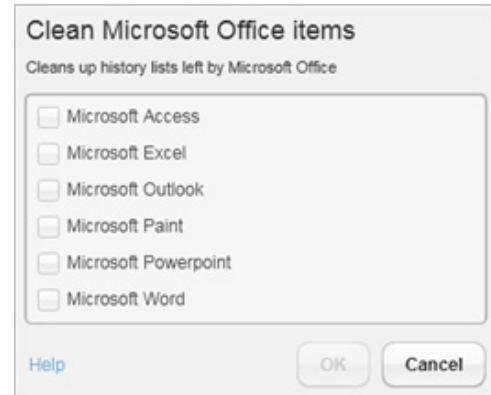 Clean Microsoft Office items
Cleans up history lists left by Microsoft Office
Microsoft Access
Microsoft Excel
Microsoft Outlook
Microsoft Paint
Microsoft Powerpoint
Microsoft Word
Help
OK
Cancel